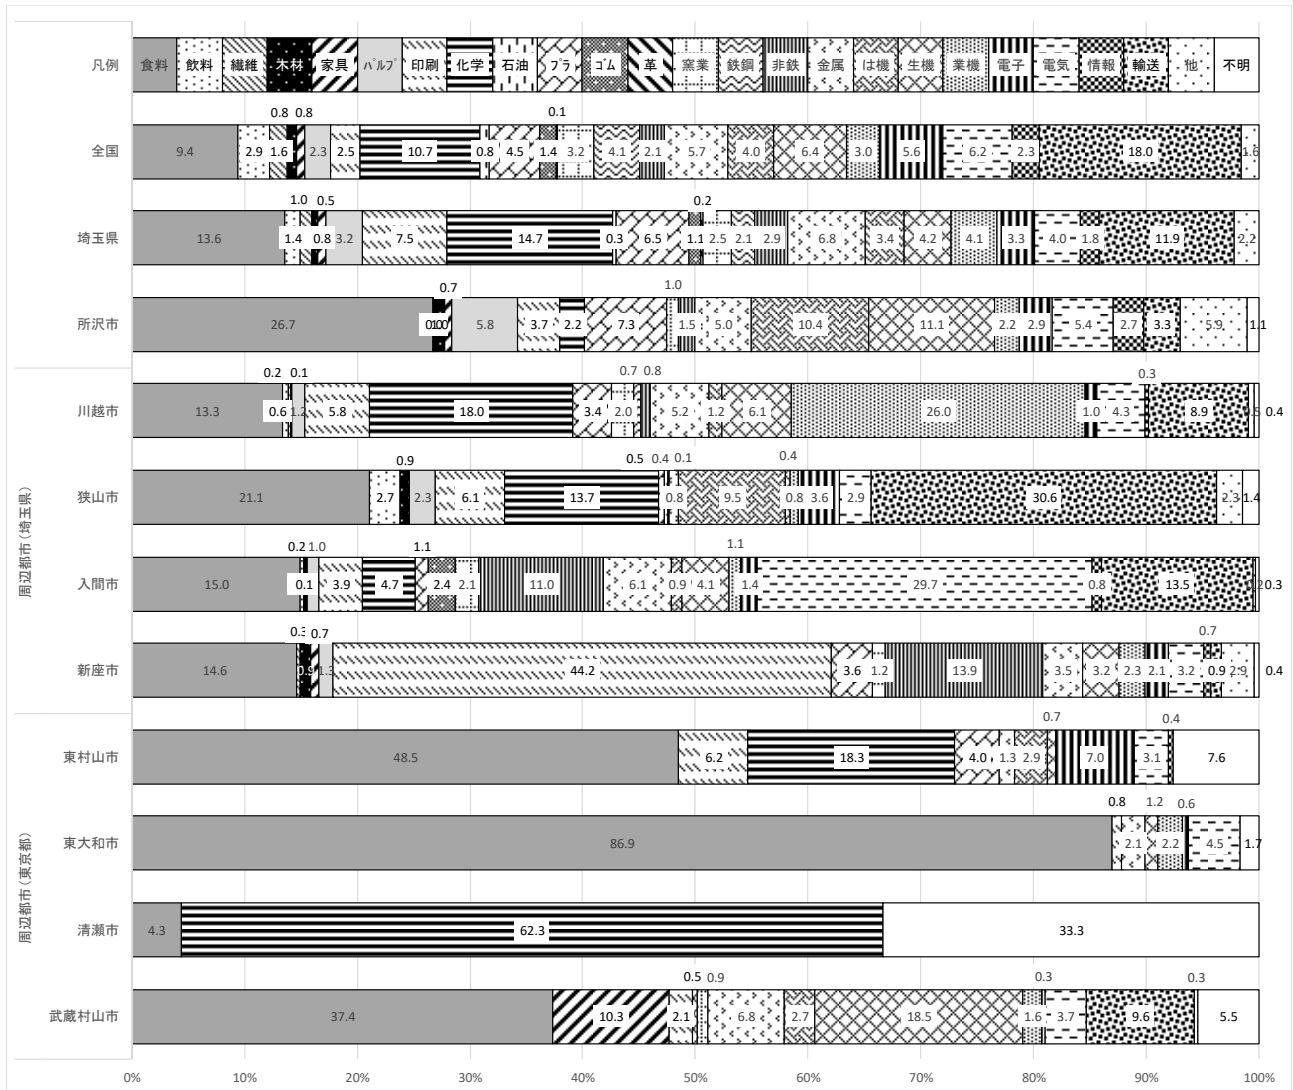 凡例 食料 飲料 繊維 木材 家具 ﾊﾟﾙﾌﾟ 印刷 化学 石油 ﾌﾟﾗ ｺﾞﾑ 革 窯業 鉄鋼 非鉄 金属 は機 生機 業機 電子 電気 情報 輸送 他 不明
0.8 0.8 0.1
全国 9.4 2.9 1.6 2.3 2.5 10.7 0.8 4.5 1.4 3.2 4.1 2.1 5.7 4.0 6.4 3.0 5.6 6.2 2.3 18.0 1.6
1.0 0.5 0.2
埼玉県 13.6 1.4 0.8 3.2 7.5 14.7 0.3 6.5 1.1 2.5 2.1 2.9 6.8 3.4 4.2 4.1 3.3 4.0 1.8 11.9 2.2
0.7 1.0
所沢市 26.7 5.8 3.7 2.2 7.3 1.5 5.0 10.4 11.1 2.2 2.9 5.4 2.7 3.3 5.9 1.1
周辺都市(埼玉県)
0.2 0.1 0.7 0.8 0.3
川越市 13.3 0.6 1.2 5.8 18.0 3.4 2.0 5.2 1.2 6.1 26.0 1.0 4.3 8.9 0.4
0.9 0.5 0.4 0.1 0.4
狭山市 21.1 2.7 2.3 6.1 13.7 0.8 9.5 0.8 3.6 2.9 30.6 2.3 1.4
0.2 1.0 1.1 1.1
入間市 15.0 0.1 3.9 4.7 2.4 2.1 11.0 6.1 0.9 4.1 1.4 29.7 0.8 13.5 0.3
0.3 0.7 0.7
新座市 14.6 0.9 1.3 44.2 3.6 1.2 13.9 3.5 3.2 2.3 2.1 3.2 0.9 2.9 0.4
周辺都市(東京都)
0.7 0.4
東村山市 48.5 6.2 18.3 4.0 1.3 2.9 7.0 3.1 7.6
0.8 1.2 0.6
東大和市 86.9 2.1 2.2 4.5 1.7
清瀬市 4.3 62.3 33.3
0.5 0.9 0.3 0.3
武蔵村山市 37.4 10.3 2.1 6.8 2.7 18.5 1.6 3.7 9.6 5.5
0% 10% 20% 30% 40% 50% 60% 70% 80% 90% 100%